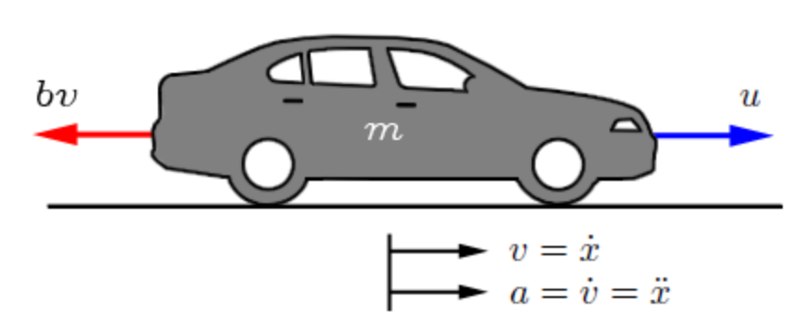 bv
u
m
v = ẋ
a = v̇ = ẍ